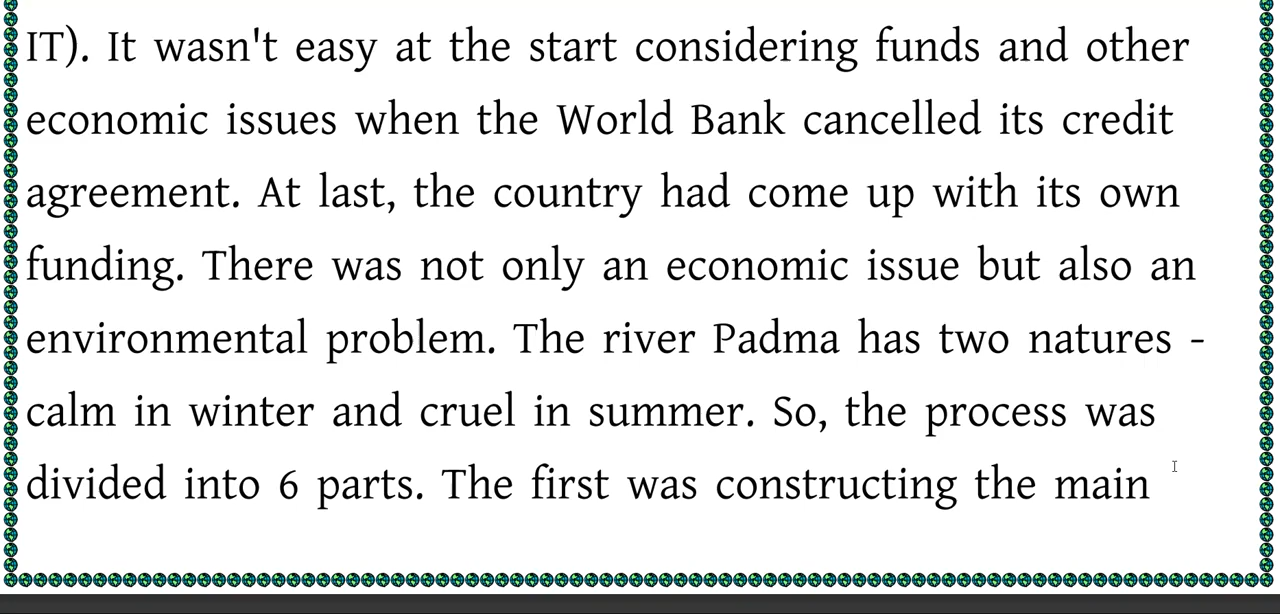 IT). It wasn't easy at the start considering funds and other
economic issues when the World Bank cancelled its credit
agreement. At last, the country had come up with its own
funding. There was not only an economic issue but also an
environmental problem. The river Padma has two natures -
calm in winter and cruel in summer. So, the process was
divided into 6 parts. The first was constructing the main